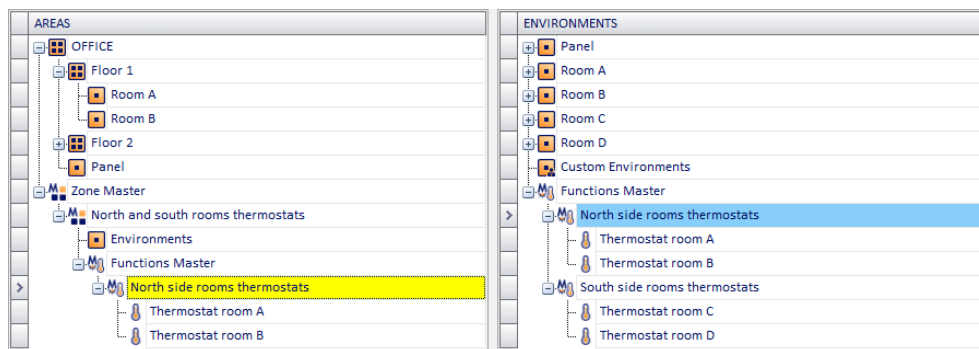 AREAS
OFFICE
Floor 1
Room A
Room B
Floor 2
Panel
Zone Master
North and south rooms thermostats
Environments
Functions Master
North side rooms thermostats
Thermostat room A
Thermostat room B
ENVIRONMENTS
Panel
Room A
Room B
Room C
Room D
Custom Environments
Functions Master
North side rooms thermostats
Thermostat room A
Thermostat room B
South side rooms thermostats
Thermostat room C
Thermostat room D